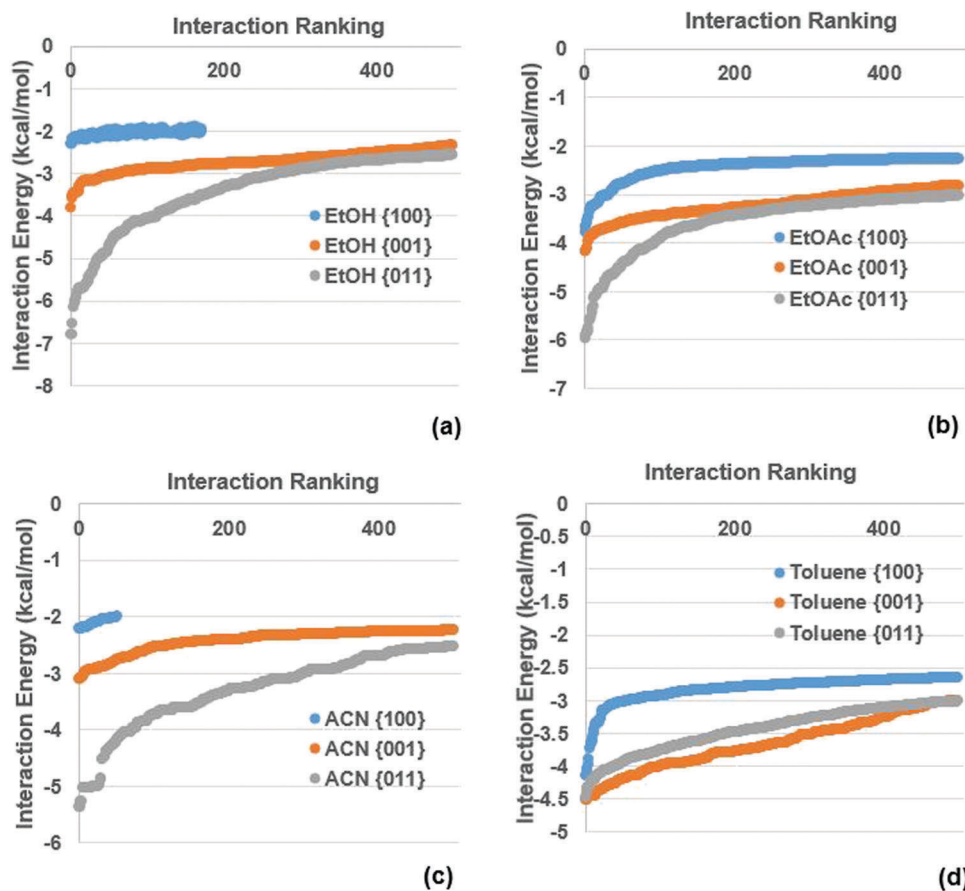 Interaction Ranking
0
0
200
400
-1
-2
-3
-4
-5
-6
-7
-8
Interaction Energy (kcal/mol)
EtOH {100}
EtOH {001}
EtOH {011}
(a)
Interaction Ranking
0
0
200
400
-1
-2
-3
-4
-5
-6
-7
Interaction Energy (kcal/mol)
EtOAc {100}
EtOAc {001}
EtOAc {011}
(b)
Interaction Ranking
0
0
200
400
-1
-2
-3
-4
-5
-6
Interaction Energy (kcal/mol)
ACN {100}
ACN {001}
ACN {011}
(c)
Interaction Ranking
0
0
200
400
-0.5
-1
-1.5
-2
-2.5
-3
-3.5
-4
-4.5
-5
Interaction Energy (kcal/mol)
Toluene {100}
Toluene {001}
Toluene {011}
(d)